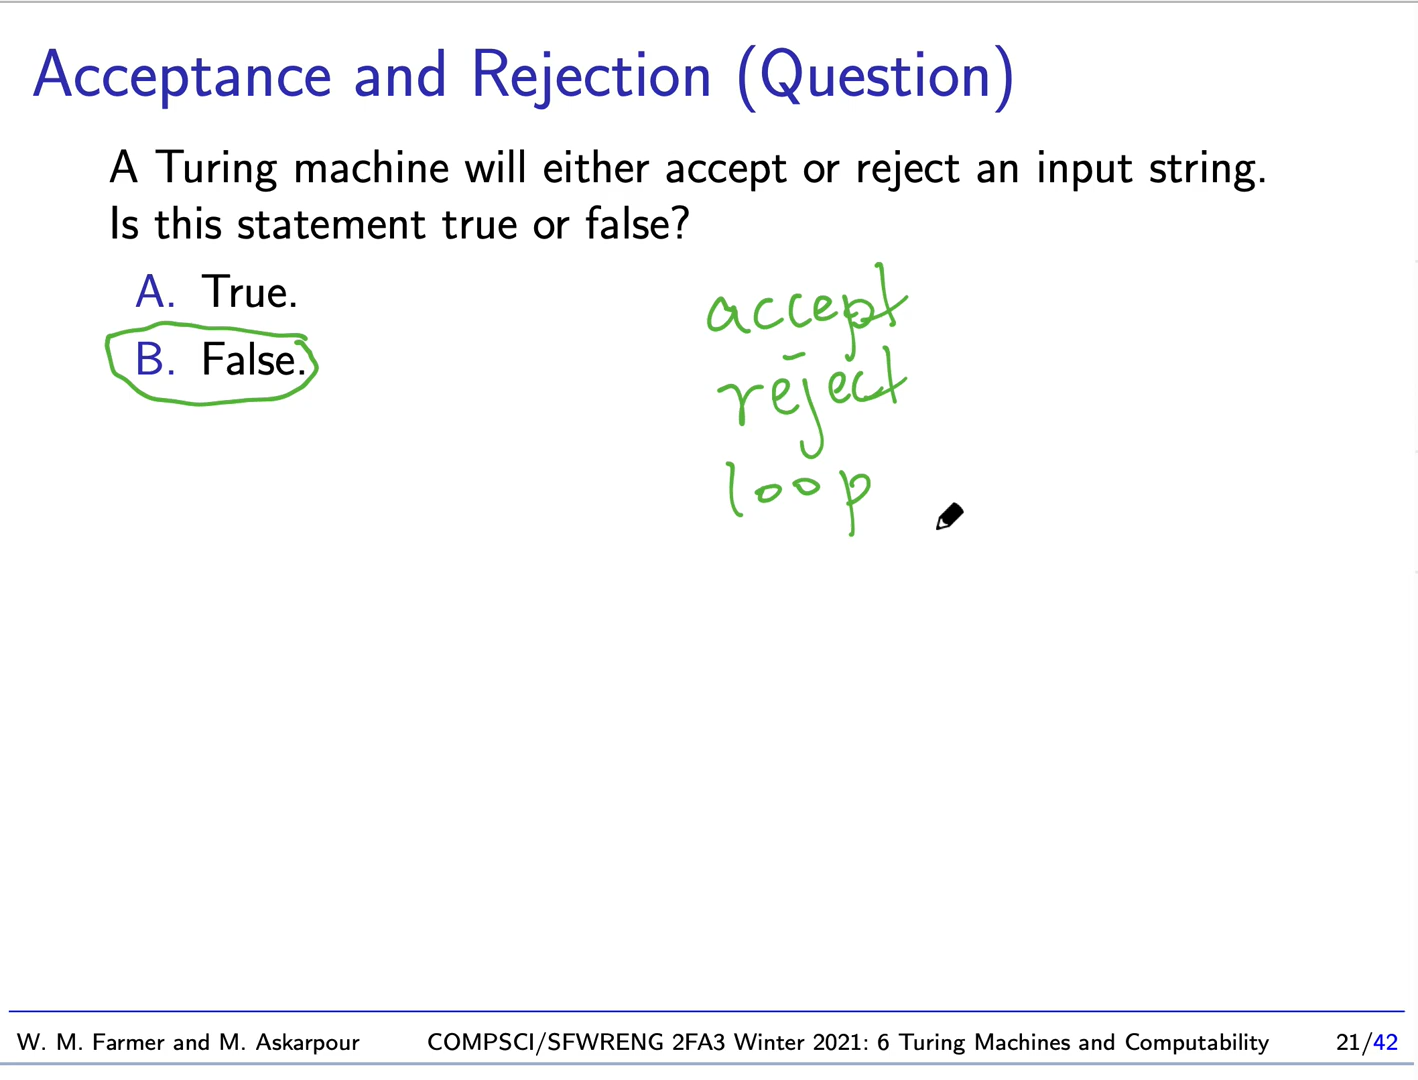 Acceptance and Rejection (Question)
A Turing machine will either accept or reject an input string.
Is this statement true or false?
A. True.
B. False.
accept
reject
loop
W. M. Farmer and M. Askarpour COMPSCI/SFWRENG 2FA3 Winter 2021: 6 Turing Machines and Computability 21/42